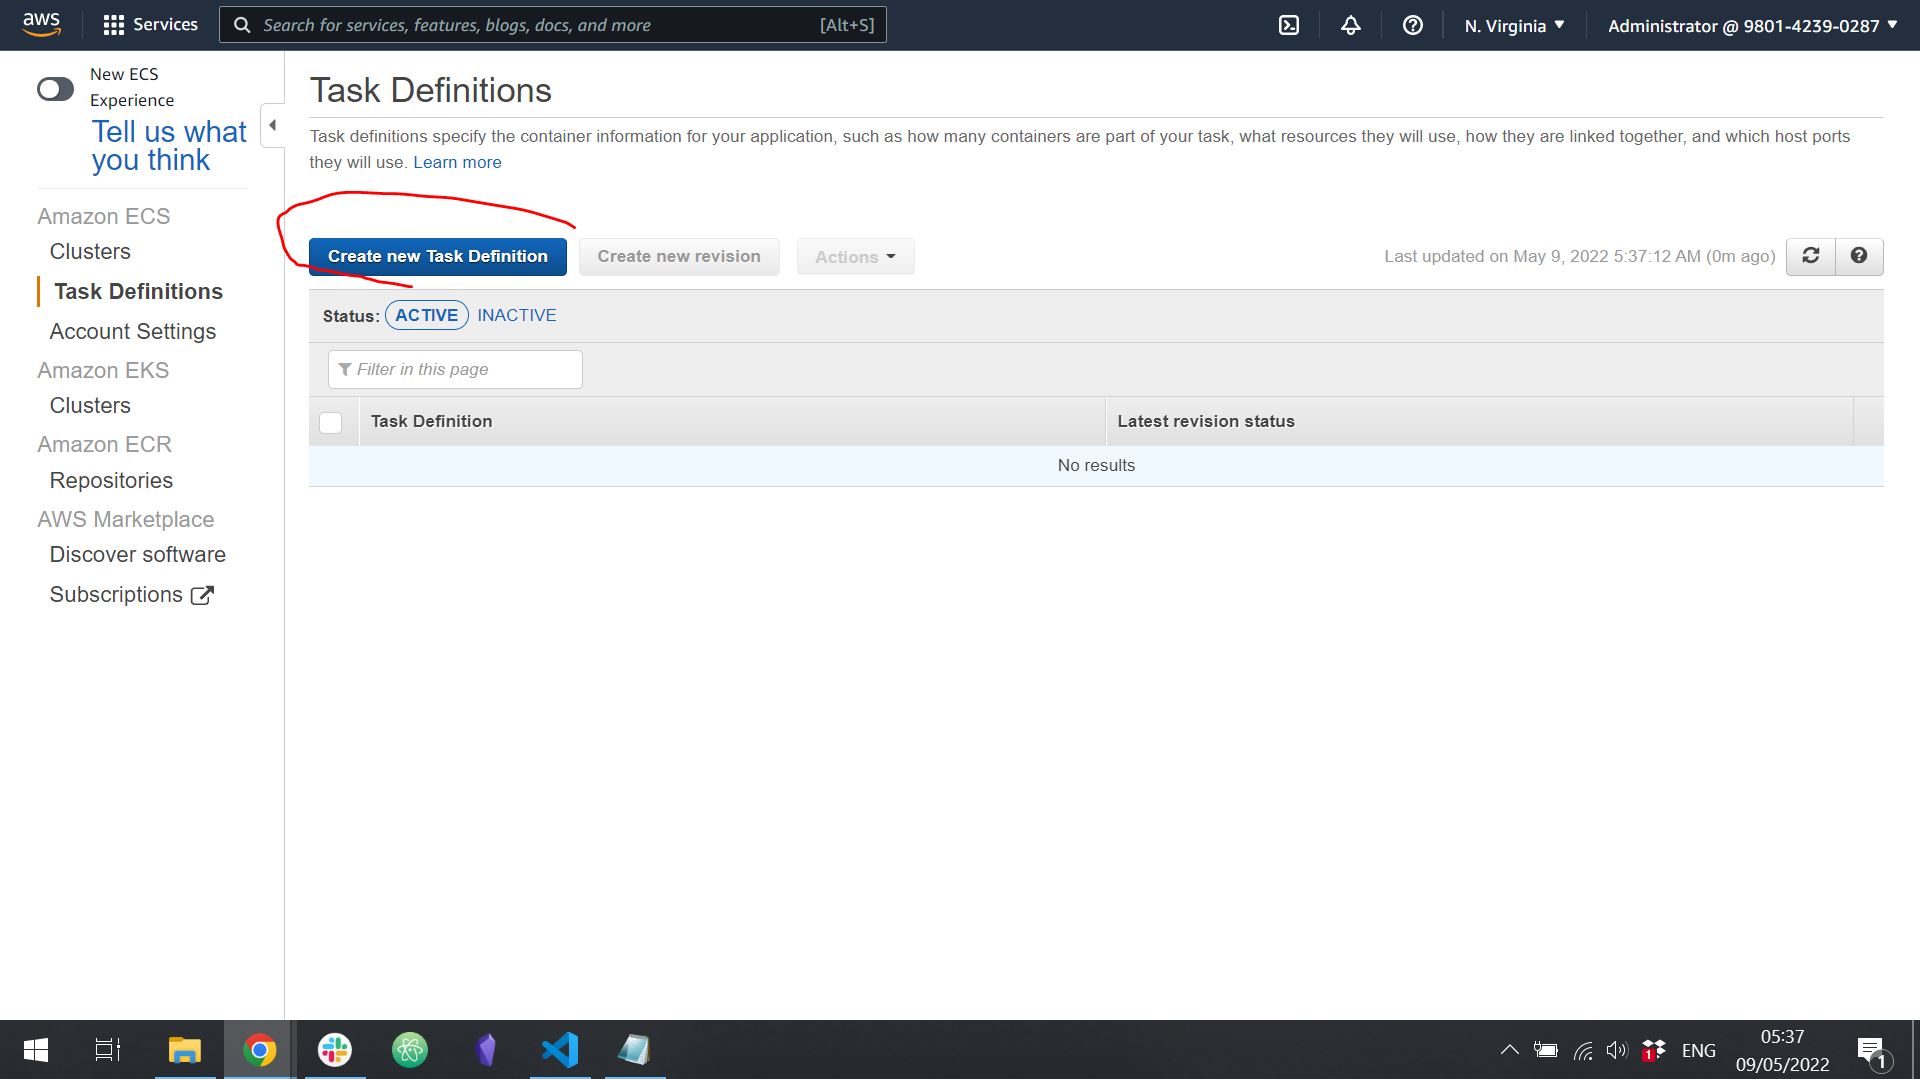 aws
Services
Search for services, features, blogs, docs, and more [Alt+S]
N. Virginia
Administrator @ 9801-4239-0287
New ECS
Experience
Tell us what
you think
Amazon ECS
Clusters
Task Definitions
Account Settings
Amazon EKS
Clusters
Amazon ECR
Repositories
AWS Marketplace
Discover software
Subscriptions
Task Definitions
Task definitions specify the container information for your application, such as how many containers are part of your task, what resources they will use, how they are linked together, and which host ports
they will use. Learn more
Create new Task Definition
Create new revision
Actions
Last updated on May 9, 2022 5:37:12 AM (0m ago)
Status: ACTIVE INACTIVE
Filter in this page
Task Definition
Latest revision status
No results
1
ENG
05:37
09/05/2022
1